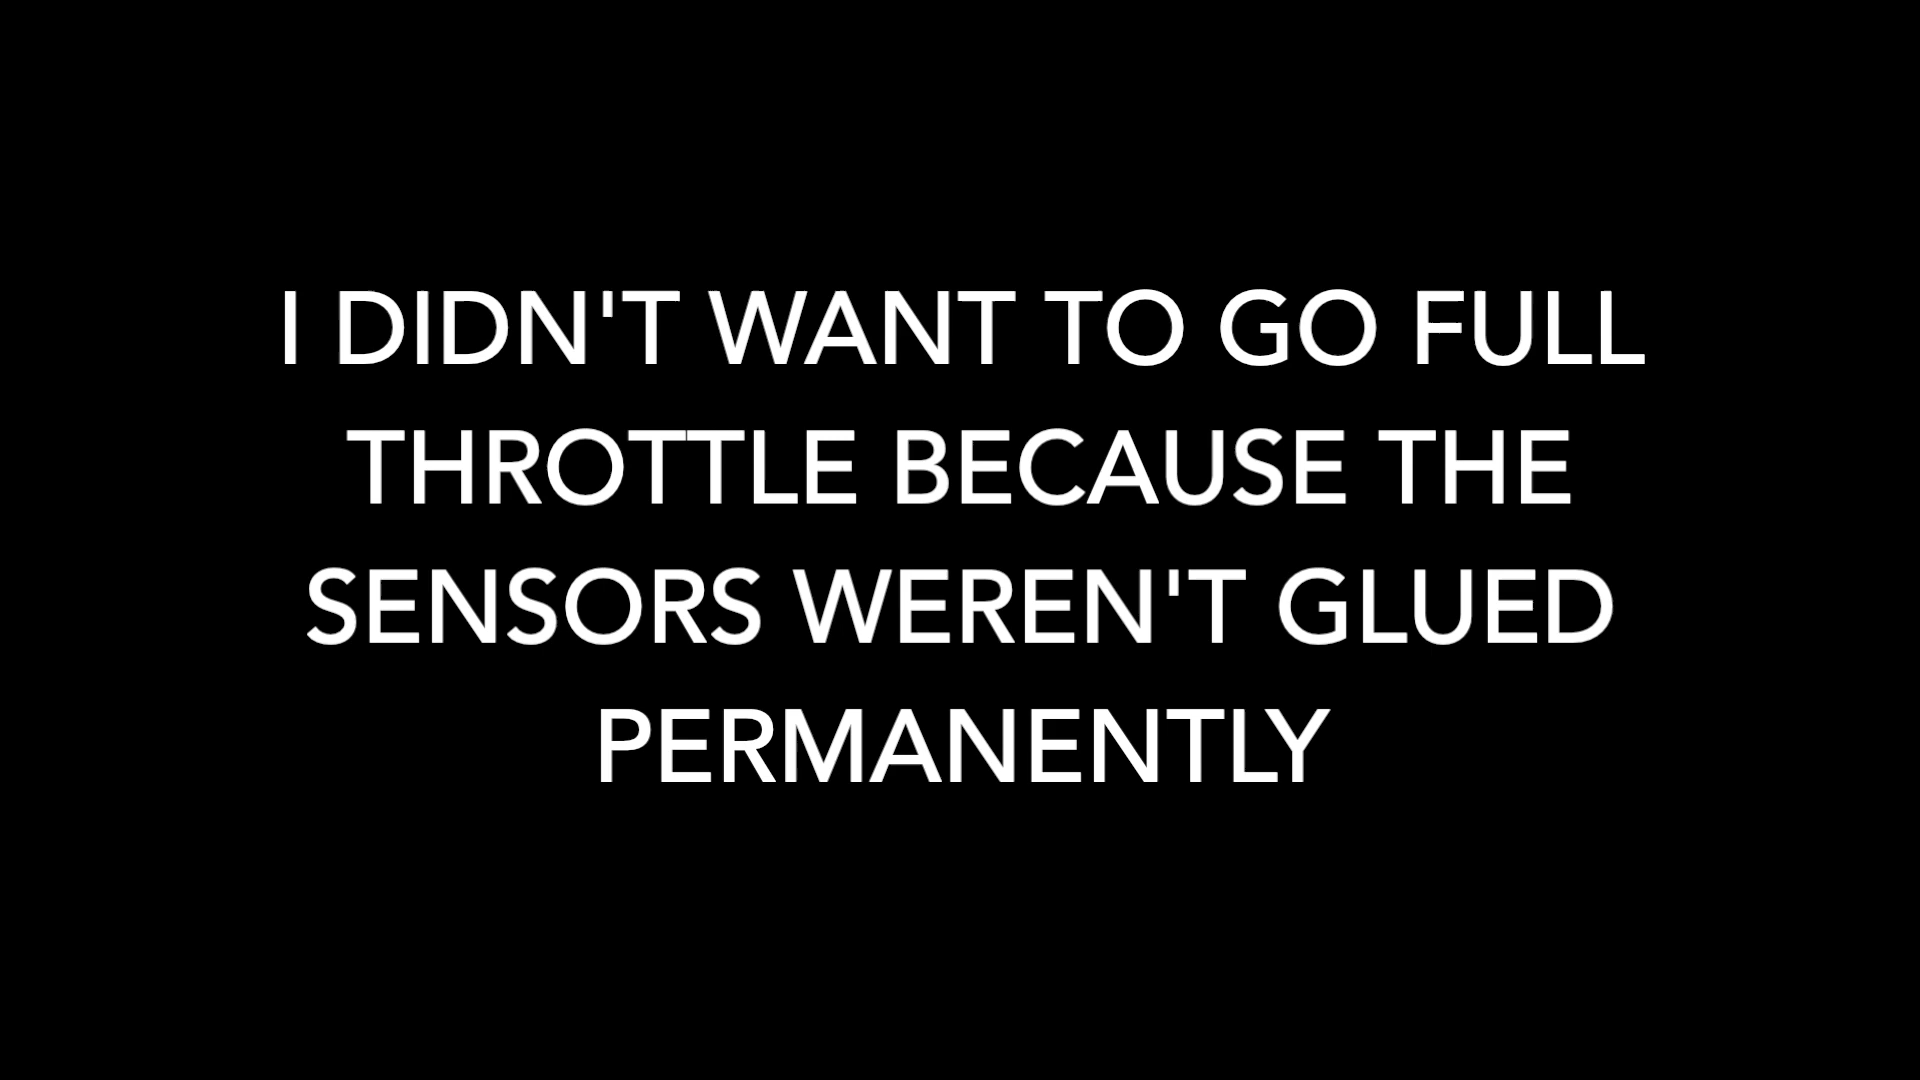 I DIDN'T WANT TO GO FULL
THROTTLE BECAUSE THE
SENSORS WEREN'T GLUED
PERMANENTLY